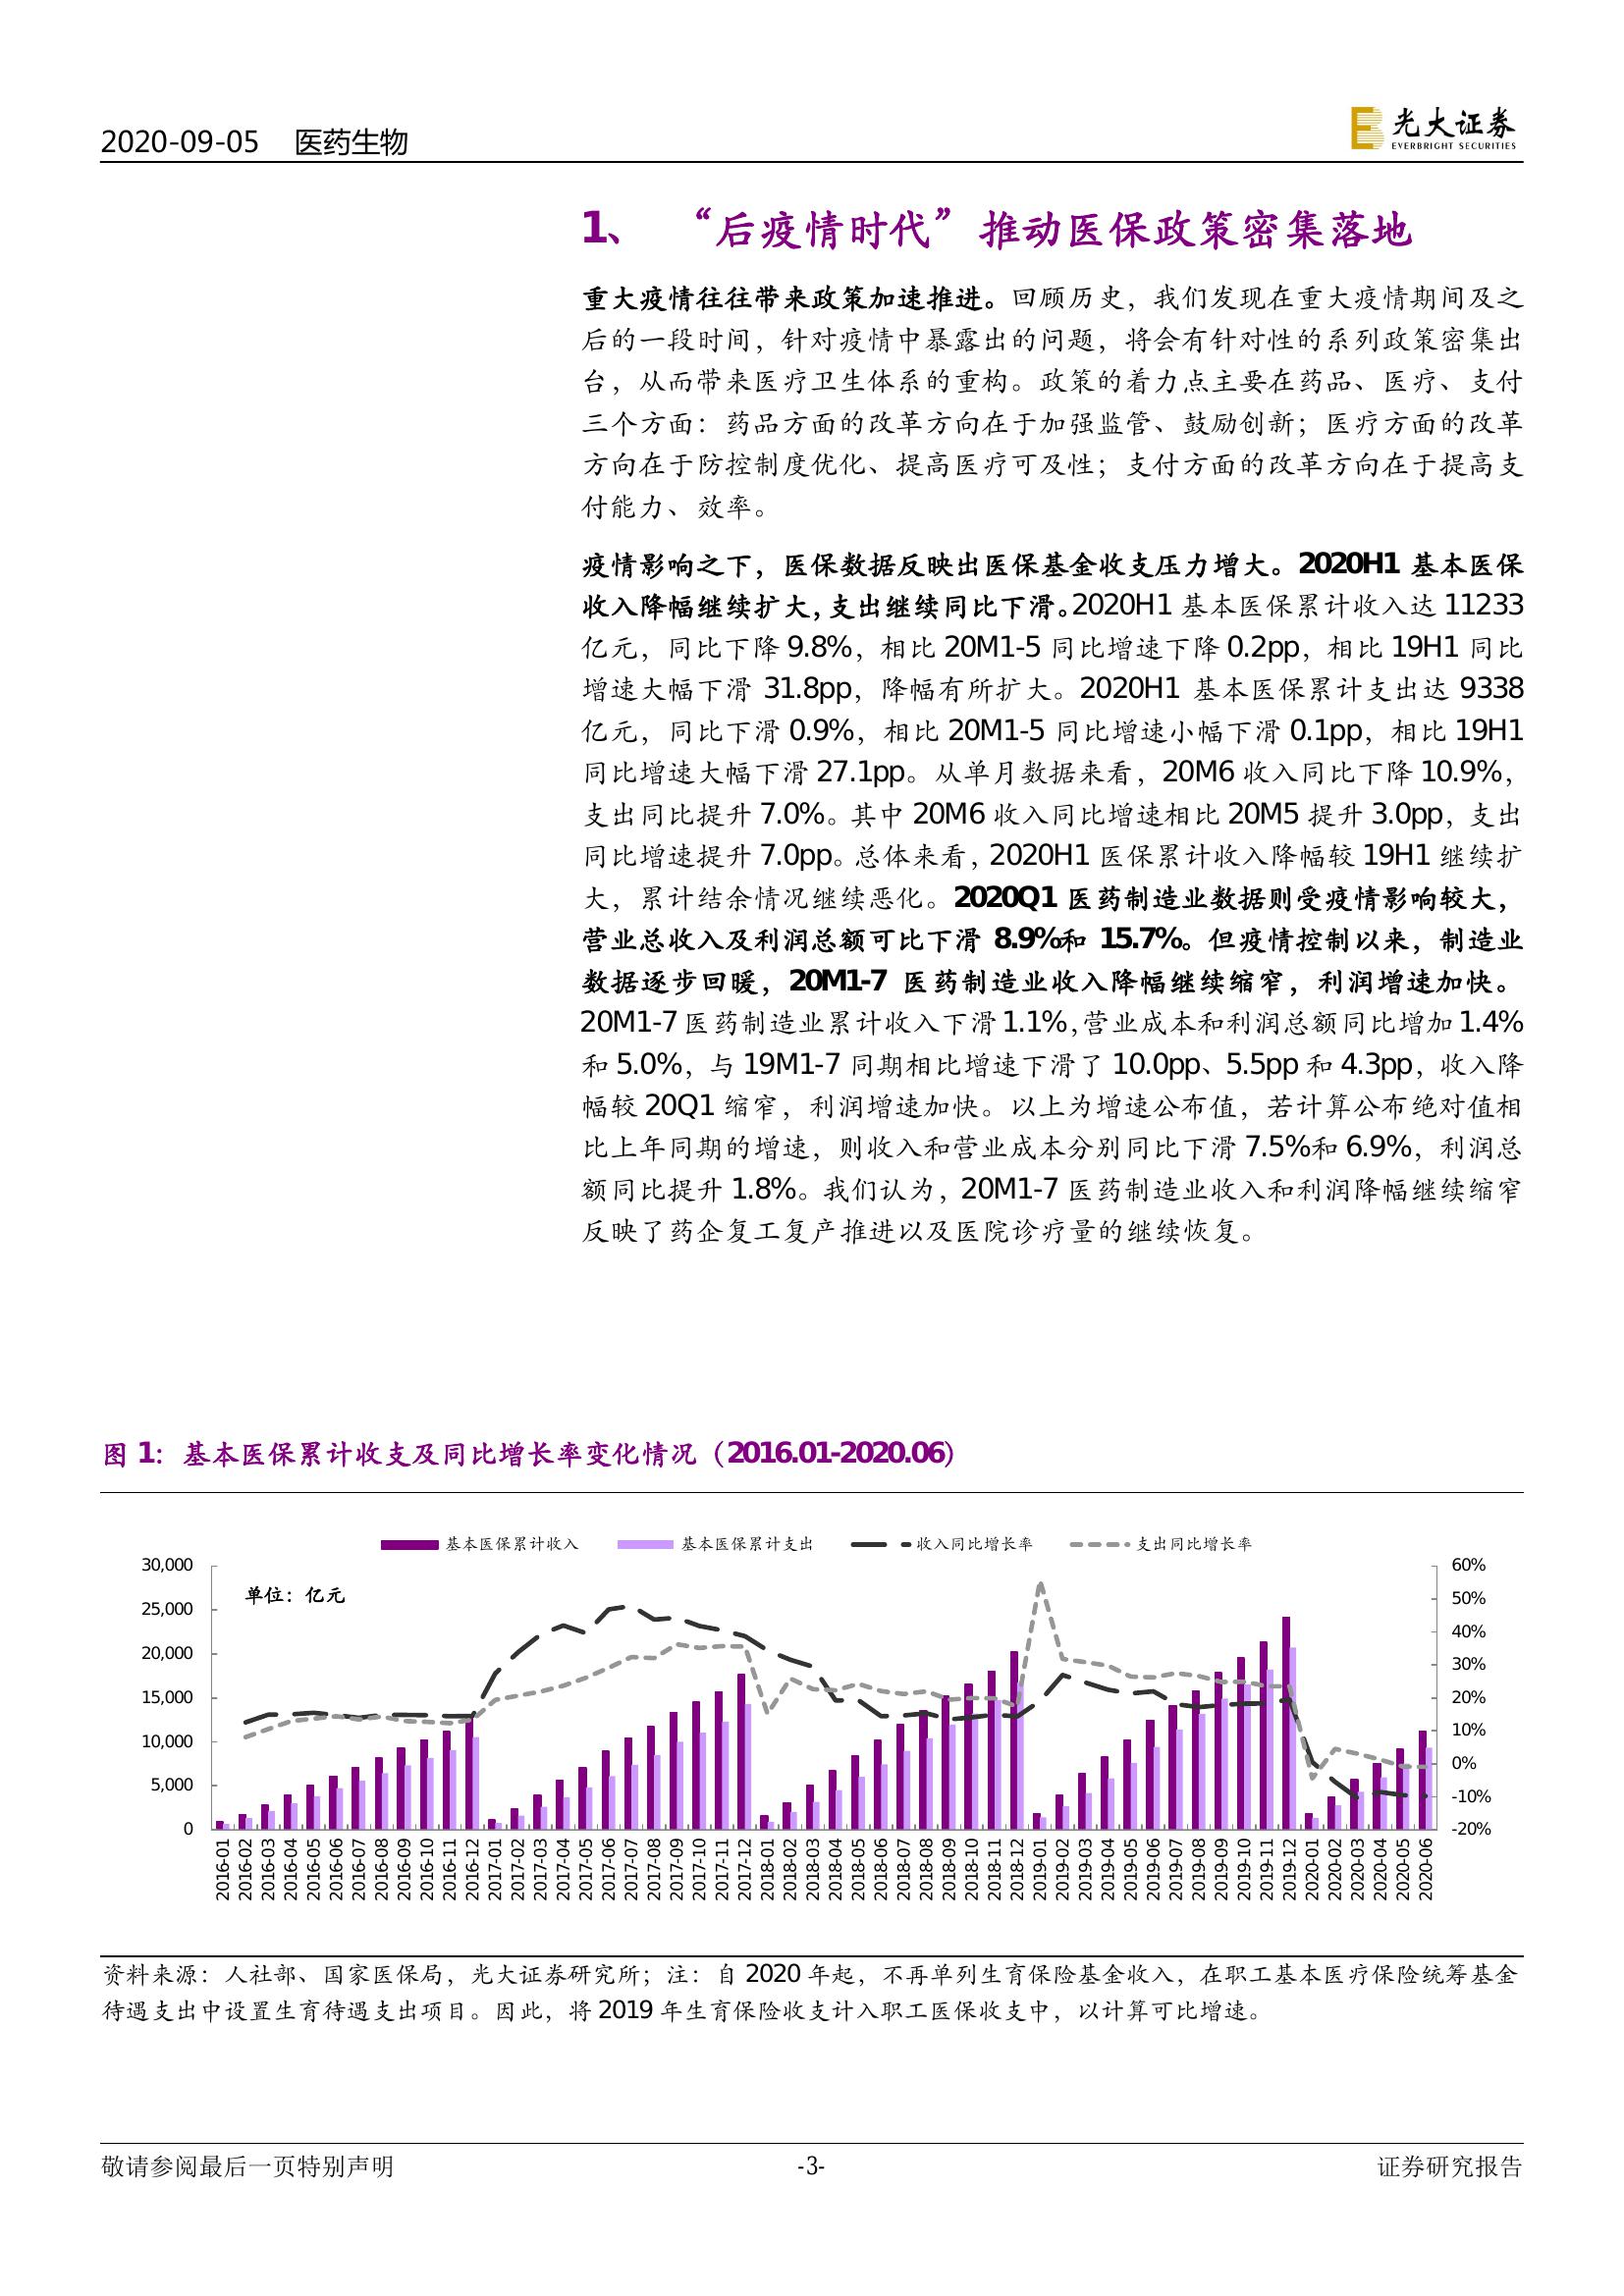 2020-09-05 医药生物
光大证券
EVERBRIGHT SECURITIES
1、 “后疫情时代”推动医保政策密集落地
重大疫情往往带来政策加速推进。回顾历史，我们发现在重大疫情期间及之
后的一段时间，针对疫情中暴露出的问题，将会有针对性的系列政策密集出
台，从而带来医疗卫生体系的重构。政策的着力点主要在药品、医疗、支付
三个方面：药品方面的改革方向在于加强监管、鼓励创新；医疗方面的改革
方向在于防控制度优化、提高医疗可及性；支付方面的改革方向在于提高支
付能力、效率。
疫情影响之下，医保数据反映出医保基金收支压力增大。2020H1 基本医保
收入降幅继续扩大，支出继续同比下滑。2020H1 基本医保累计收入达 11233
亿元，同比下降 9.8%，相比 20M1-5 同比增速下降 0.2pp，相比 19H1 同比
增速大幅下滑 31.8pp，降幅有所扩大。2020H1 基本医保累计支出达 9338
亿元，同比下滑 0.9%，相比 20M1-5 同比增速小幅下滑 0.1pp，相比 19H1
同比增速大幅下滑 27.1pp。从单月数据来看，20M6 收入同比下降 10.9%，
支出同比提升 7.0%。其中 20M6 收入同比增速相比 20M5 提升 3.0pp，支出
同比增速提升 7.0pp。总体来看，2020H1 医保累计收入降幅较 19H1 继续扩
大，累计结余情况继续恶化。2020Q1 医药制造业数据则受疫情影响较大，
营业总收入及利润总额可比下滑 8.9%和 15.7%。但疫情控制以来，制造业
数据逐步回暖，20M1-7 医药制造业收入降幅继续缩窄，利润增速加快。
20M1-7 医药制造业累计收入下滑 1.1%，营业成本和利润总额同比增加 1.4%
和 5.0%，与 19M1-7 同期相比增速下滑了 10.0pp、5.5pp 和 4.3pp，收入降
幅较 20Q1 缩窄，利润增速加快。以上为增速公布值，若计算公布绝对值相
比上年同期的增速，则收入和营业成本分别同比下滑 7.5%和 6.9%，利润总
额同比提升 1.8%。我们认为，20M1-7 医药制造业收入和利润降幅继续缩窄
反映了药企复工复产推进以及医院诊疗量的继续恢复。
图 1：基本医保累计收支及同比增长率变化情况（2016.01-2020.06）
基本医保累计收入 基本医保累计支出 收入同比增长率 支出同比增长率
单位：亿元
30,000
25,000
20,000
15,000
10,000
5,000
0
60%
50%
40%
30%
20%
10%
0%
-10%
-20%
2016-01
2016-02
2016-03
2016-04
2016-05
2016-06
2016-07
2016-08
2016-09
2016-10
2016-11
2016-12
2017-01
2017-02
2017-03
2017-04
2017-05
2017-06
2017-07
2017-08
2017-09
2017-10
2017-11
2017-12
2018-01
2018-02
2018-03
2018-04
2018-05
2018-06
2018-07
2018-08
2018-09
2018-10
2018-11
2018-12
2019-01
2019-02
2019-03
2019-04
2019-05
2019-06
2019-07
2019-08
2019-09
2019-10
2019-11
2019-12
2020-01
2020-02
2020-03
2020-04
2020-05
2020-06
资料来源：人社部、国家医保局，光大证券研究所；注：自 2020 年起，不再单列生育保险基金收入，在职工基本医疗保险统筹基金
待遇支出中设置生育待遇支出项目。因此，将 2019 年生育保险收支计入职工医保收支中，以计算可比增速。
敬请参阅最后一页特别声明
-3-
证券研究报告